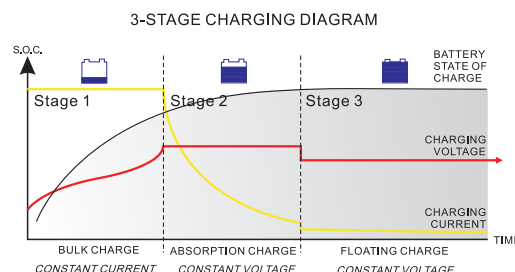 3-STAGE CHARGING DIAGRAM
S.O.C.
BATTERY
STATE OF
CHARGE
Stage 1
Stage 2
Stage 3
CHARGING
VOLTAGE
CHARGING
CURRENT
TIME
BULK CHARGE
ABSORPTION CHARGE
FLOATING CHARGE
CONSTANT CURRENT
CONSTANT VOLTAGE
CONSTANT VOLTAGE